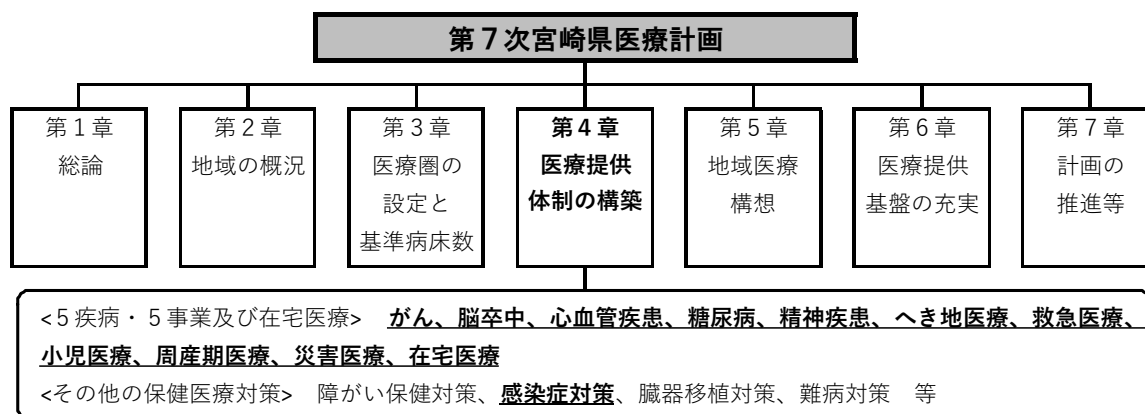 第７次宮崎県医療計画
第１章
総論
第２章
地域の概況
第３章
医療圏の
設定と
基準病床数
第４章
医療提供
体制の構築
第５章
地域医療
構想
第６章
医療提供
基盤の充実
第７章
計画の
推進等
<５疾病・５事業及び在宅医療>　がん、脳卒中、心血管疾患、糖尿病、精神疾患、へき地医療、救急医療、
小児医療、周産期医療、災害医療、在宅医療
<その他の保健医療対策>　障がい保健対策、感染症対策、臓器移植対策、難病対策　等